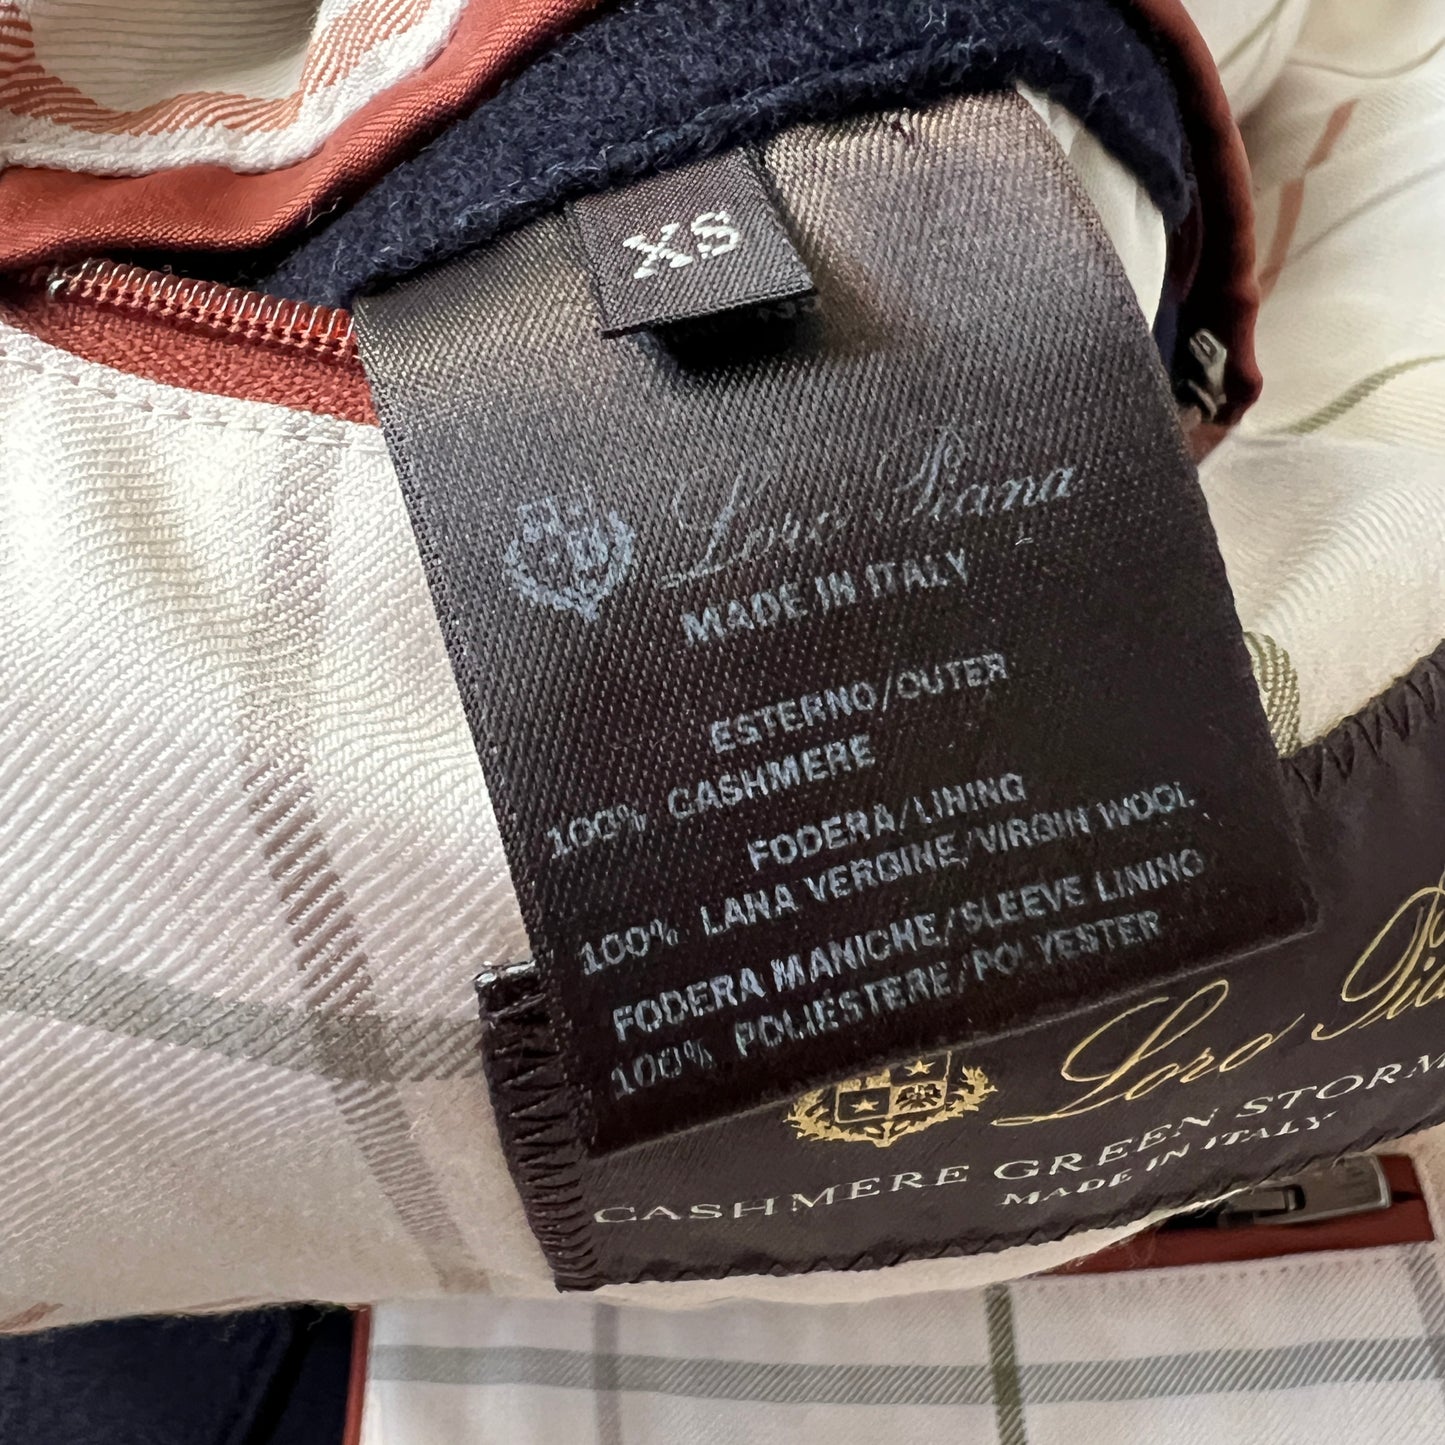 XS
Loro Piana
MADE IN ITALY
ESTERNO/OUTER
100% CASHMERE
FODERA/LINING
100% LANA VERGINE/VIRGIN WOOL
FODERA MANICHE/SLEEVE LINING
100% POLIESTERE/POLYESTER
Loro
CASHMERE GREEN STORM
MADE IN ITALY